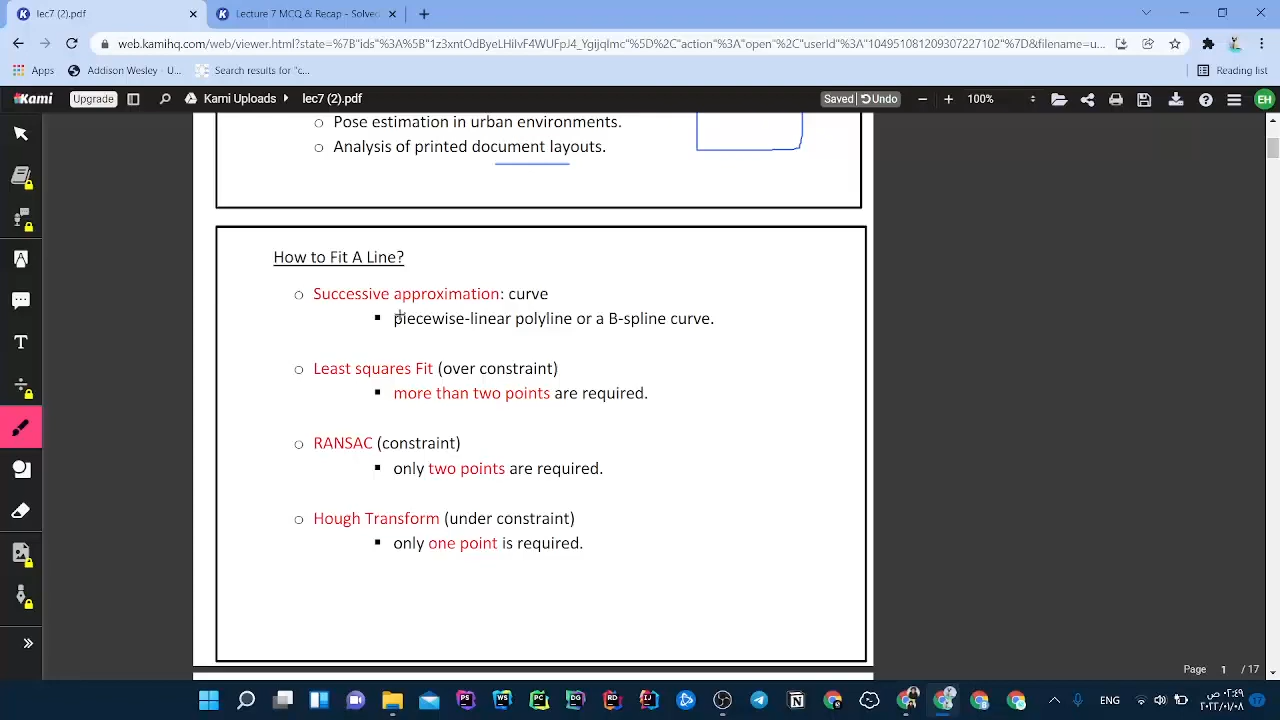 lec7 (2).pdf
Lecture 7 MCQ & Recap - Solve
web.kamihq.com/web/viewer.html?state=%7B"ids"%3A%5B"1z3xntOdByeLHiIvF4WUFpJ4_Ygijqlmc"%5D%2C"action"%3A"open"%2C"userId"%3A"104951081209307227102"%7D&filename=u...
Apps
Addison Wesley - U...
Search results for "c...
Reading list
Kami
Upgrade
Kami Uploads
lec7 (2).pdf
Saved
Undo
100%
EH
○ Pose estimation in urban environments.
○ Analysis of printed document layouts.
How to Fit A Line?
○ Successive approximation: curve
▪ piecewise-linear polyline or a B-spline curve.
○ Least squares Fit (over constraint)
▪ more than two points are required.
○ RANSAC (constraint)
▪ only two points are required.
○ Hough Transform (under constraint)
▪ only one point is required.
Page 1 / 17
ENG